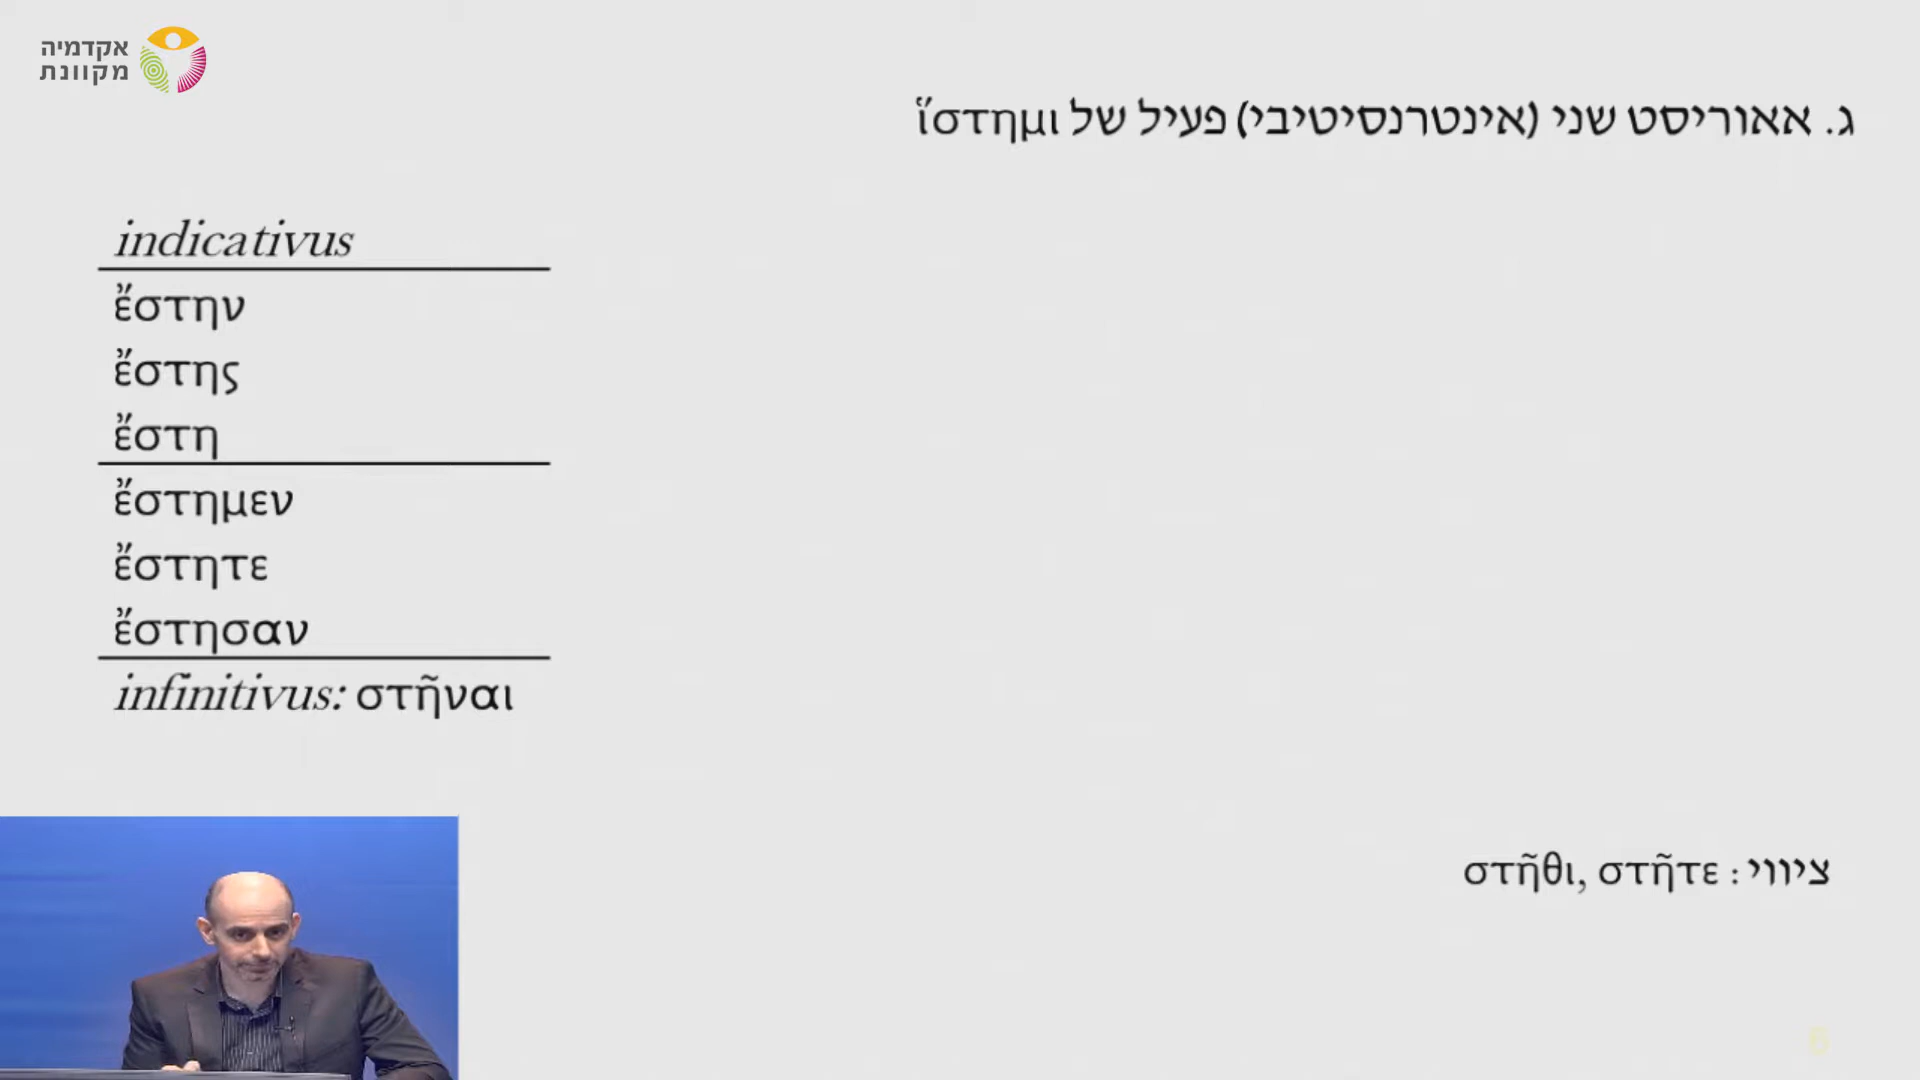 אקדמיה
מקוונת
ג. אאוריסט שני (אינטרנסיטיבי) פעיל של ἵστημι
indicativus
ἔστην
ἔστης
ἔστη
ἔστημεν
ἔστητε
ἔστησαν
infinitivus: στῆναι
ציווי: στῆθι, στῆτε
6